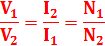 V₁/V₂ = I₂/I₁ = N₁/N₂